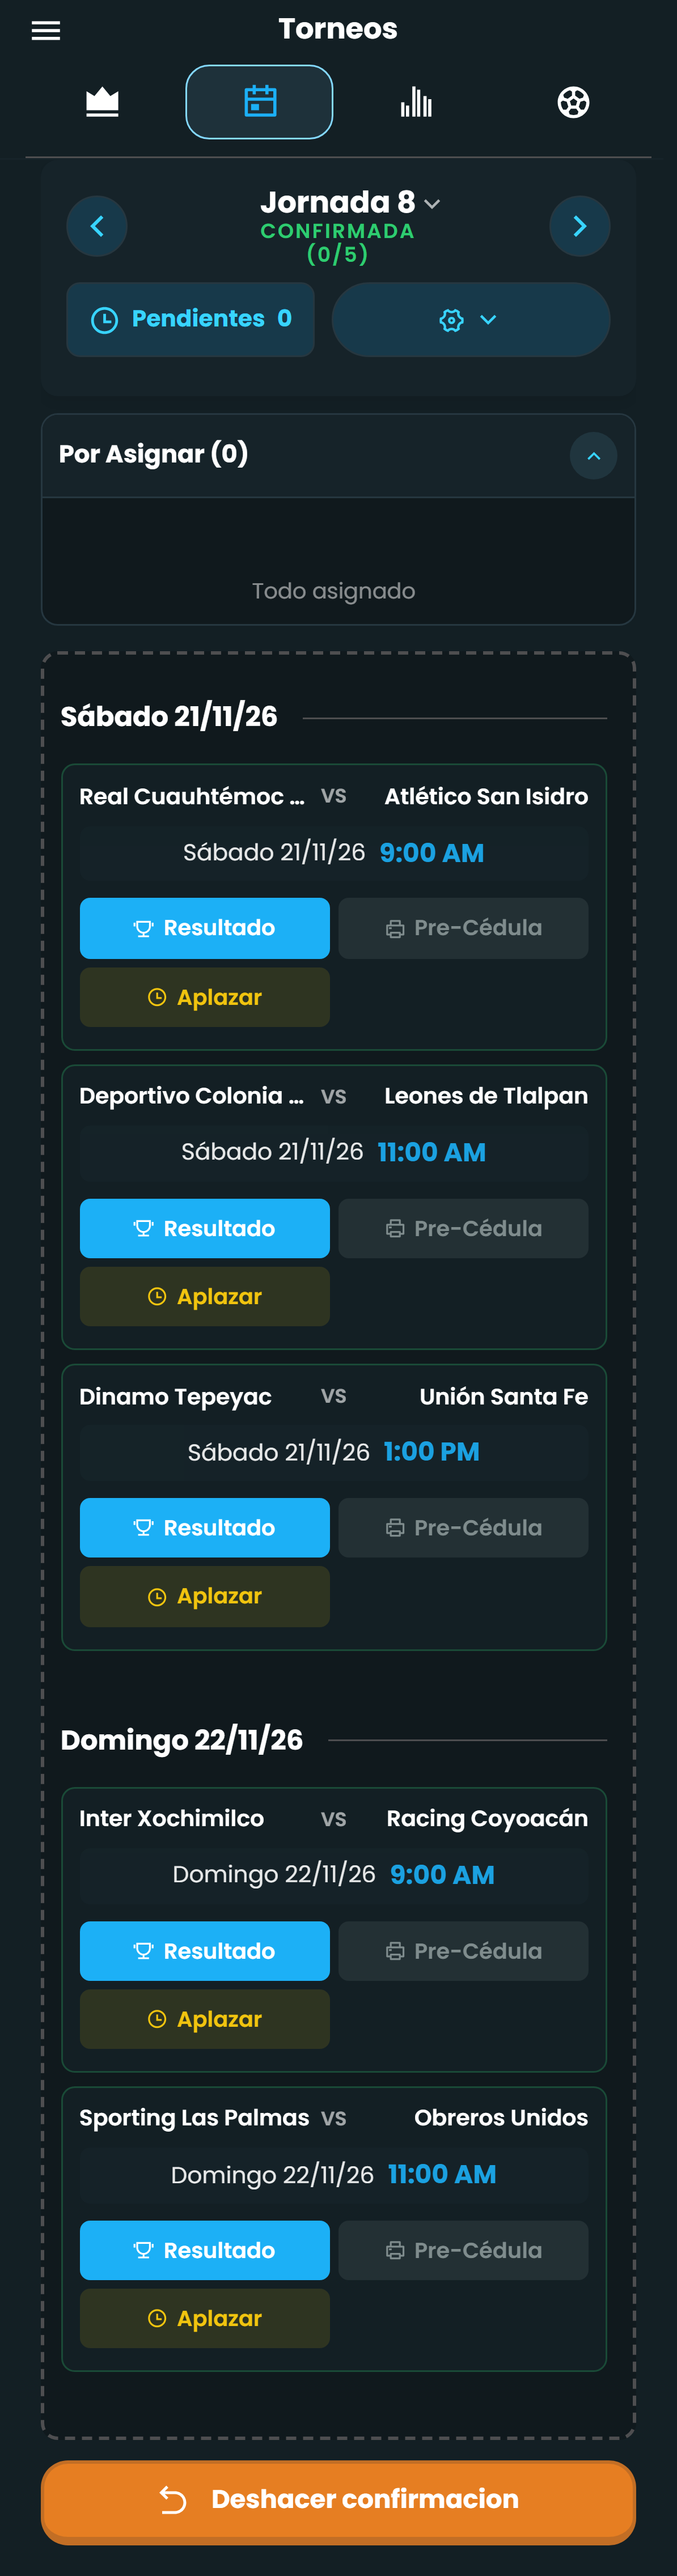 Torneos
Jornada 8
CONFIRMADA
(0/5)
Pendientes 0
Por Asignar (0)
Todo asignado
Sábado 21/11/26
Real Cuauhtémoc ... VS Atlético San Isidro
Sábado 21/11/26 9:00 AM
Resultado Pre-Cédula
Aplazar
Deportivo Colonia ... VS Leones de Tlalpan
Sábado 21/11/26 11:00 AM
Resultado Pre-Cédula
Aplazar
Dinamo Tepeyac VS Unión Santa Fe
Sábado 21/11/26 1:00 PM
Resultado Pre-Cédula
Aplazar
Domingo 22/11/26
Inter Xochimilco VS Racing Coyoacán
Domingo 22/11/26 9:00 AM
Resultado Pre-Cédula
Aplazar
Sporting Las Palmas VS Obreros Unidos
Domingo 22/11/26 11:00 AM
Resultado Pre-Cédula
Aplazar
Deshacer confirmacion